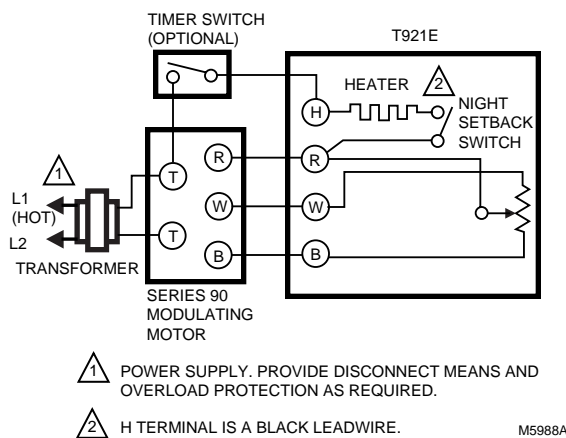 TIMER SWITCH
(OPTIONAL)
T921E
HEATER
2
NIGHT
SETBACK
SWITCH
H
R
R
1
T
L1
(HOT)
W
W
L2
T
B
B
TRANSFORMER
SERIES 90
MODULATING
MOTOR
1 POWER SUPPLY. PROVIDE DISCONNECT MEANS AND
OVERLOAD PROTECTION AS REQUIRED.
2 H TERMINAL IS A BLACK LEADWIRE.
M5988A